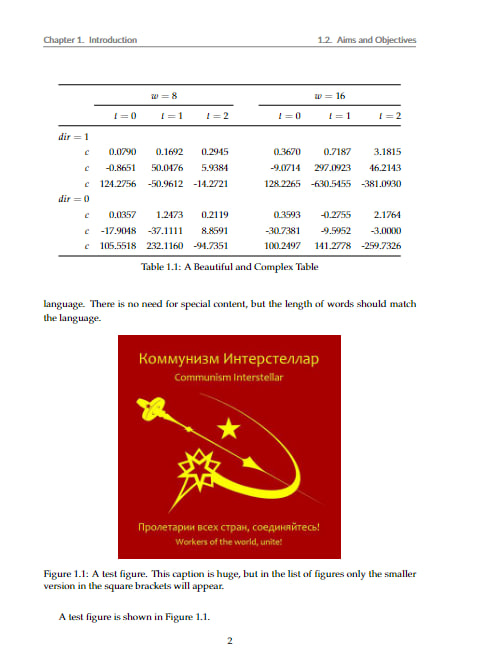 Chapter 1. Introduction 1.2. Aims and Objectives
w = 8 w = 16
t = 0 t = 1 t = 2 t = 0 t = 1 t = 2
dir = 1
c 0.0790 0.1692 0.2945 0.3670 0.7187 3.1815
c -0.8651 50.0476 5.9384 -9.0714 297.0923 46.2143
c 124.2756 -50.9612 -14.2721 128.2265 -630.5455 -381.0930
dir = 0
c 0.0357 1.2473 0.2119 0.3593 -0.2755 2.1764
c -17.9048 -37.1111 8.8591 -30.7381 -9.5952 -3.0000
c 105.5518 232.1160 -94.7351 100.2497 141.2778 -259.7326
Table 1.1: A Beautiful and Complex Table
language. There is no need for special content, but the length of words should match
the language.
Коммунизм Интерстеллар
Communism Interstellar
Пролетарии всех стран, соединяйтесь!
Workers of the world, unite!
Figure 1.1: A test figure. This caption is huge, but in the list of figures only the smaller
version in the square brackets will appear.
A test figure is shown in Figure 1.1.
2